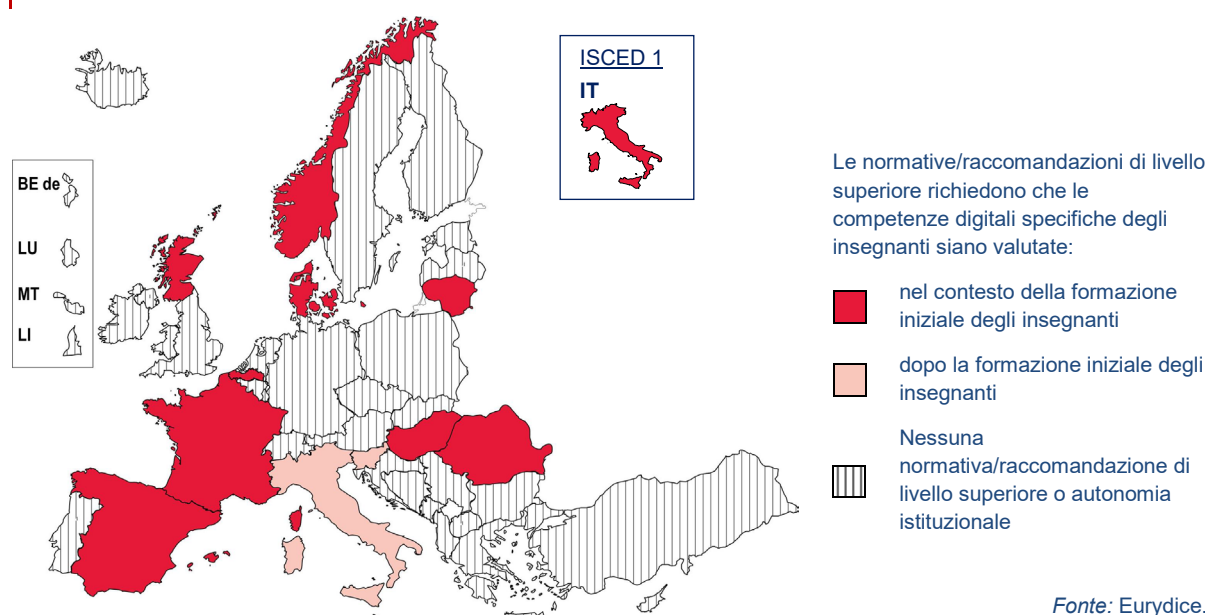 ISCED 1
IT
BE de
LU
MT
LI
Le normative/raccomandazioni di livello
superiore richiedono che le
competenze digitali specifiche degli
insegnanti siano valutate:
nel contesto della formazione
iniziale degli insegnanti
dopo la formazione iniziale degli
insegnanti
Nessuna
normativa/raccomandazione di
livello superiore o autonomia
istituzionale
Fonte: Eurydice.